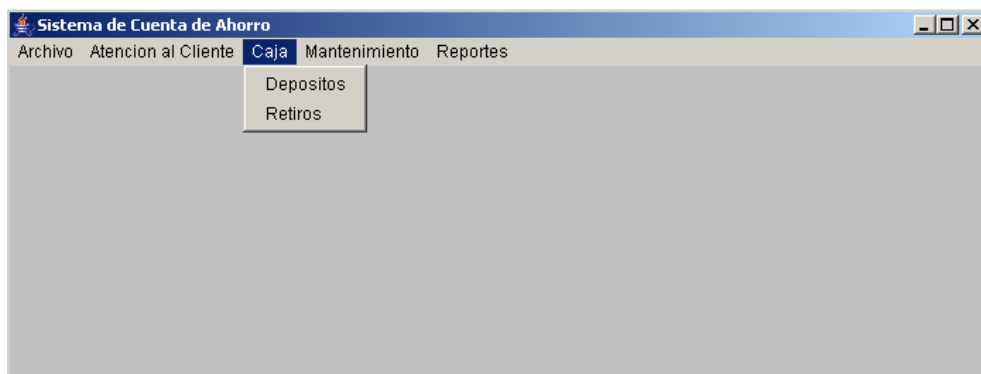 Sistema de Cuenta de Ahorro
Archivo Atencion al Cliente Caja Mantenimiento Reportes
Depositos
Retiros